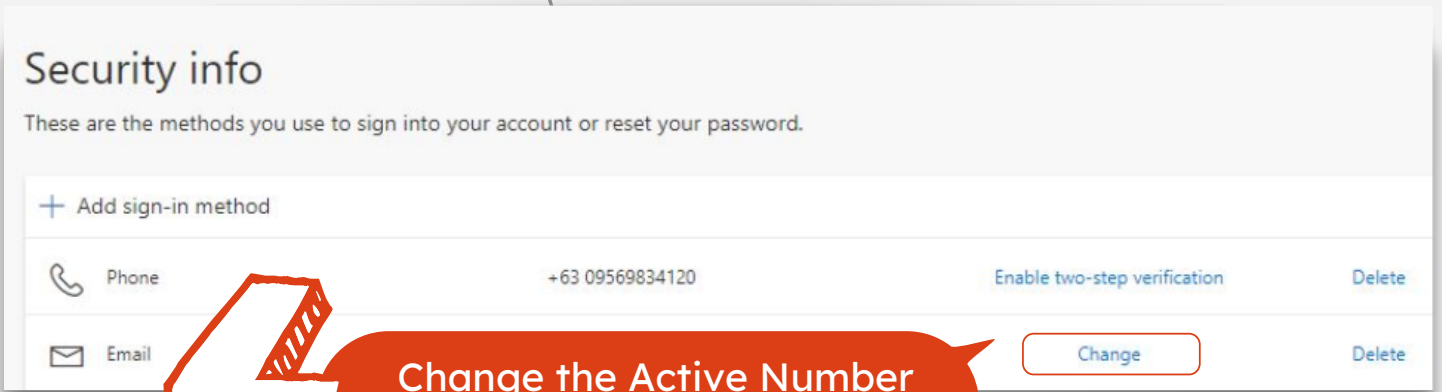 Security info
These are the methods you use to sign into your account or reset your password.
+ Add sign-in method
Phone +63 09569834120 Enable two-step verification Delete
Email Change Delete
Change the Active Number